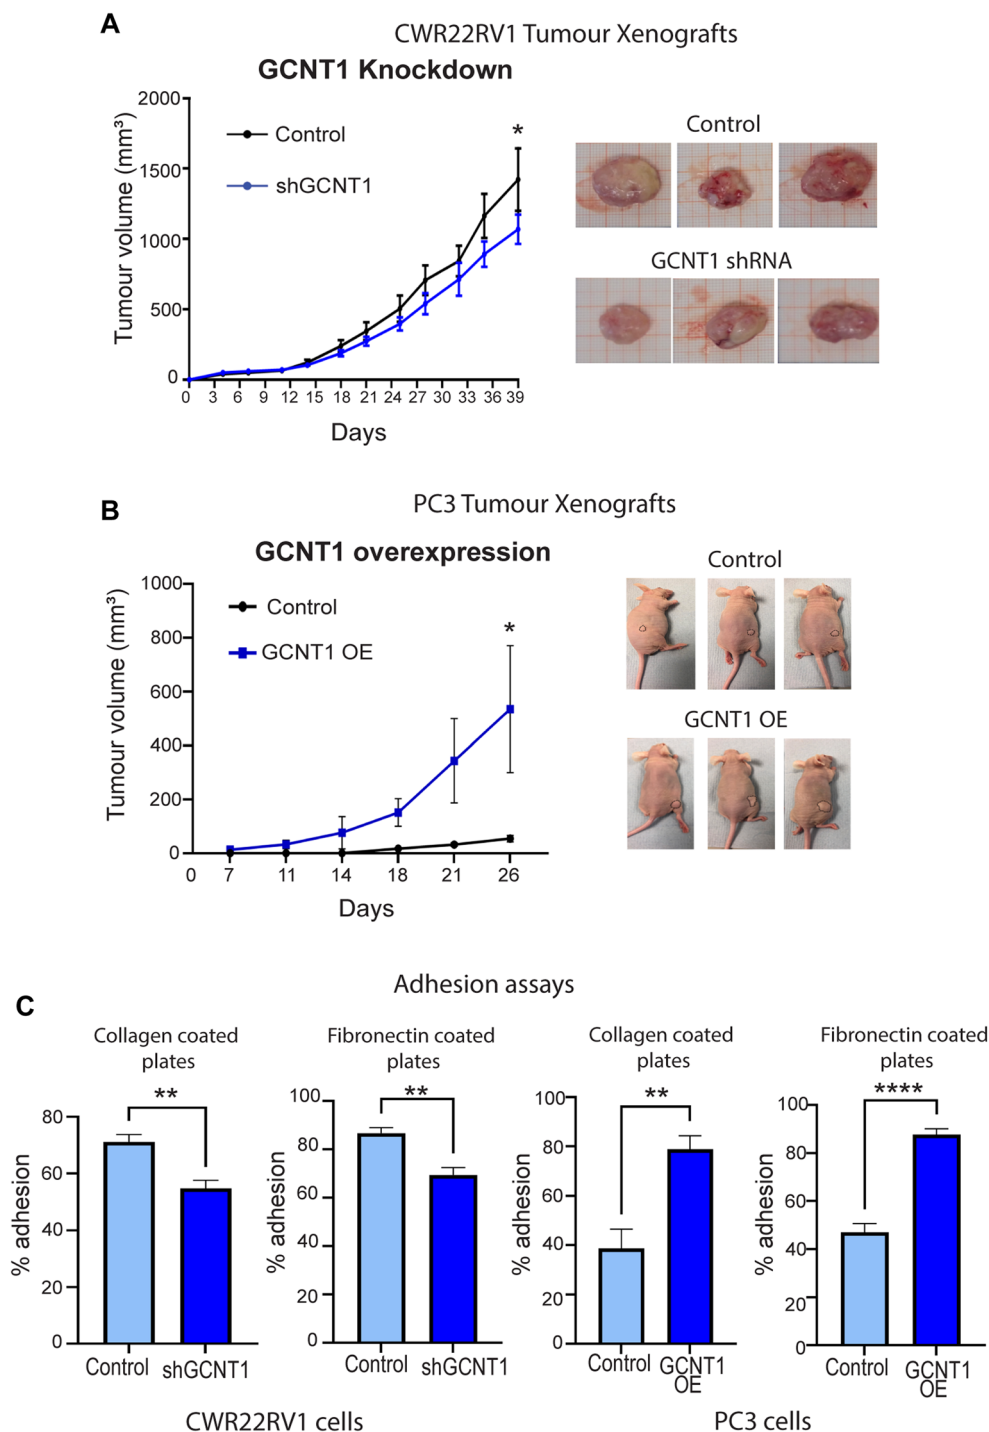 A
CWR22RV1 Tumour Xenografts
GCNT1 Knockdown
Tumour volume (mm³)
2000
1500
1000
500
0
Control
shGCNT1
*
0 3 6 9 12 15 18 21 24 27 30 33 36 39
Days
Control
GCNT1 shRNA
B
PC3 Tumour Xenografts
GCNT1 overexpression
Tumour volume (mm³)
1000
800
600
400
200
0
Control
GCNT1 OE
*
0 7 11 14 18 21 26
Days
Control
GCNT1 OE
C
Adhesion assays
Collagen coated
plates
**
% adhesion
80
60
40
20
0
Control shGCNT1
Fibronectin coated
plates
**
% adhesion
100
80
60
40
20
0
Control shGCNT1
CWR22RV1 cells
Collagen coated
plates
**
% adhesion
100
80
60
40
20
0
Control GCNT1
OE
Fibronectin coated
plates
****
% adhesion
100
80
60
40
20
0
Control GCNT1
OE
PC3 cells